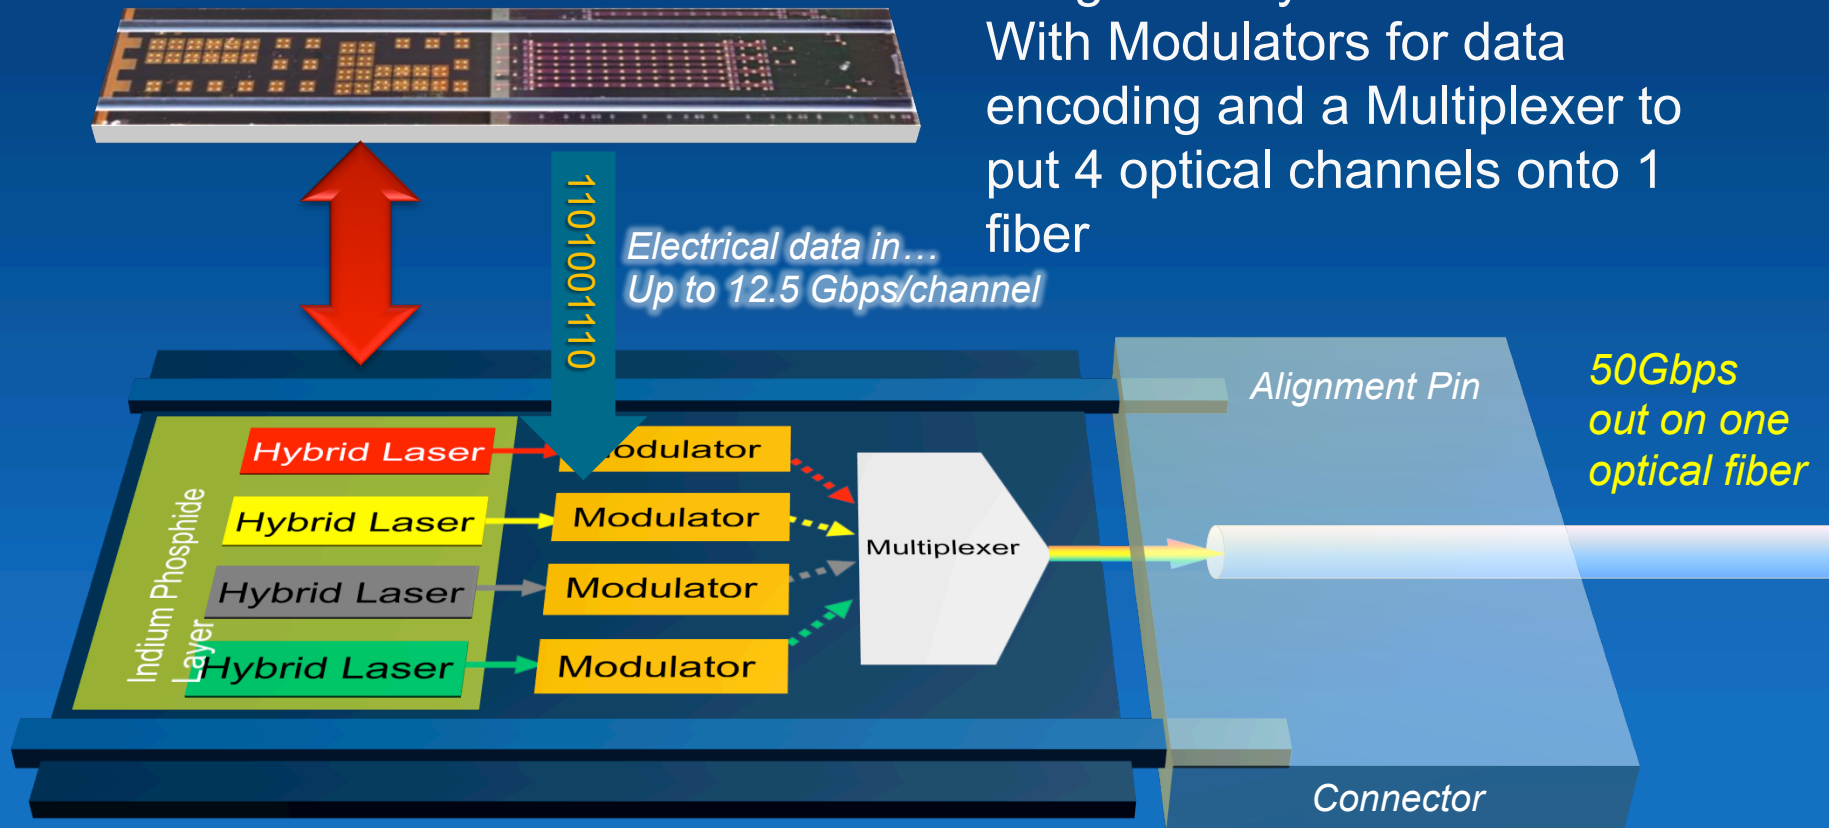 With Modulators for data
encoding and a Multiplexer to
put 4 optical channels onto 1
fiber
110100110
Electrical data in…
Up to 12.5 Gbps/channel
Alignment Pin
50Gbps
out on one
optical fiber
Indium Phosphide
Layer
Hybrid Laser
Modulator
Hybrid Laser
Modulator
Multiplexer
Hybrid Laser
Modulator
Hybrid Laser
Modulator
Connector